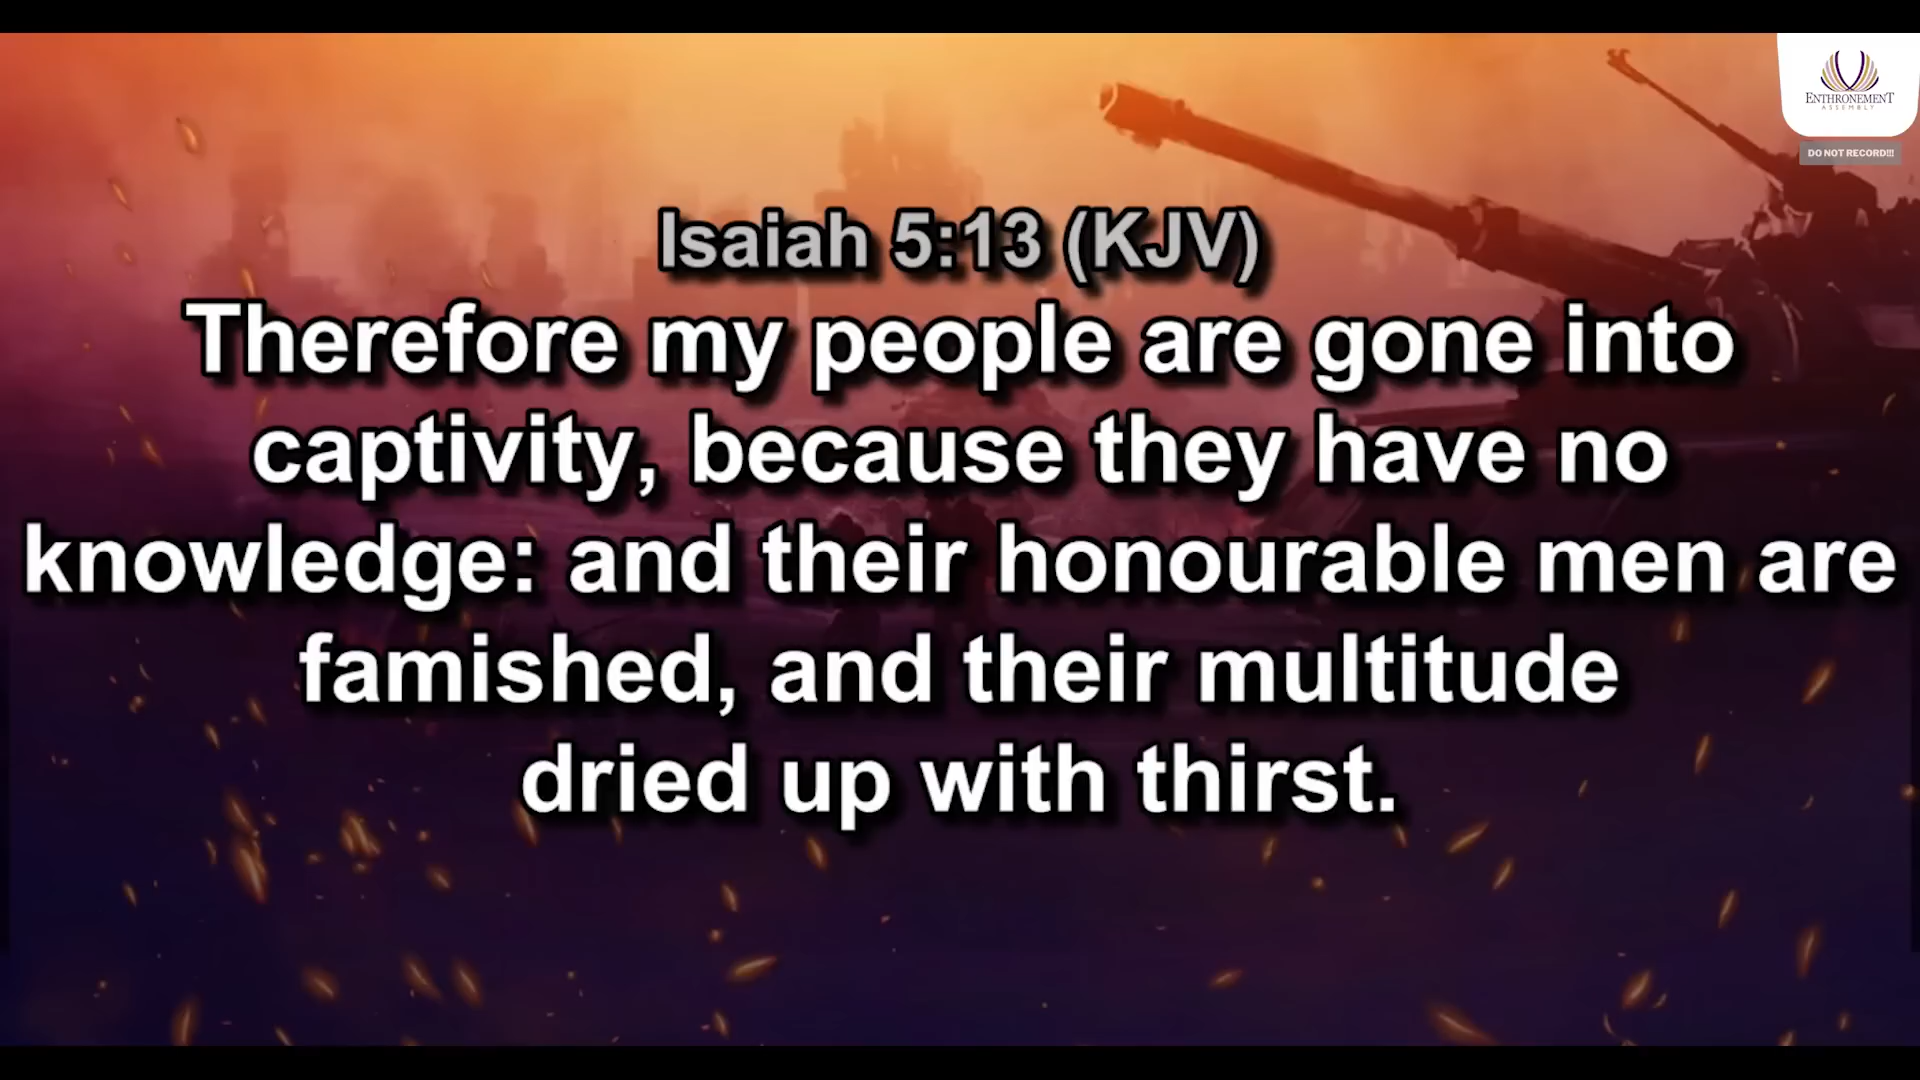 ENTHRONEMENT
ASSEMBLY
DO NOT RECORD!!!
Isaiah 5:13 (KJV)
Therefore my people are gone into
captivity, because they have no
knowledge: and their honourable men are
famished, and their multitude
dried up with thirst.